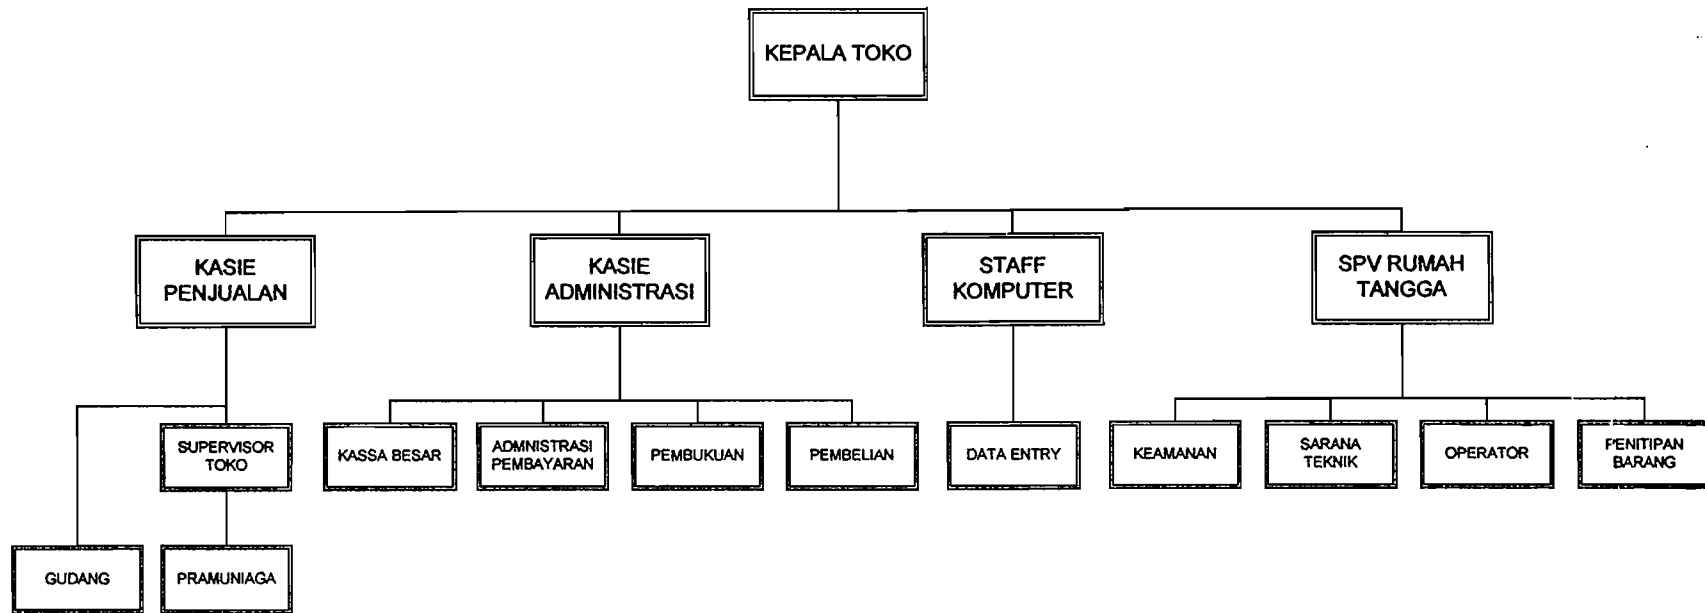 KEPALA TOKO
KASIE
PENJUALAN
KASIE
ADMINISTRASI
STAFF
KOMPUTER
SPV RUMAH
TANGGA
SUPERVISOR
TOKO
KASSA BESAR
ADMNISTRASI
PEMBAYARAN
PEMBUKUAN
PEMBELIAN
DATA ENTRY
KEAMANAN
SARANA
TEKNIK
OPERATOR
PENITIPAN
BARANG
GUDANG
PRAMUNIAGA